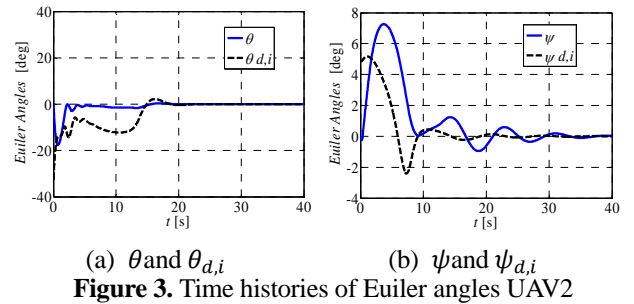 40
20
0
-20
-40
0
10
20
30
40
Euiler Angles [deg]
t [s]
θ
θ d,i
8
6
4
2
0
-2
-4
0
10
20
30
40
Euiler Angles [deg]
t [s]
ψ
ψ d,i
(a) θand θd,i
(b) ψand ψd,i
Figure 3. Time histories of Euiler angles UAV2